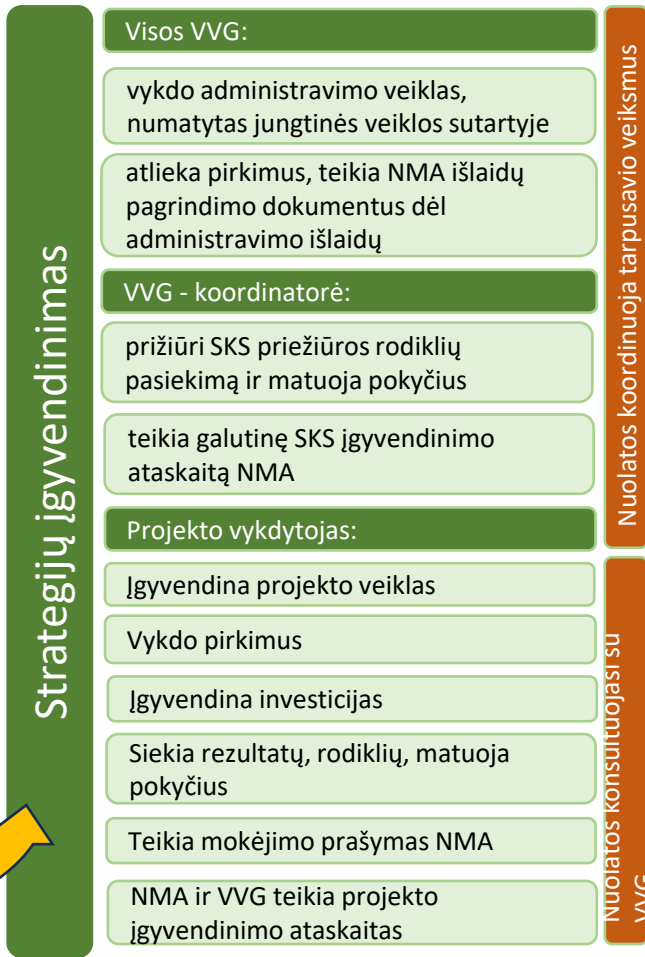 Strategijų įgyvendinimas
Visos VVG:
vykdo administravimo veiklas,
numatytas jungtinės veiklos sutartyje
atlieka pirkimus, teikia NMA išlaidų
pagrindimo dokumentus dėl
administravimo išlaidų
VVG - koordinatorė:
prižiūri SKS priežiūros rodiklių
pasiekimą ir matuoja pokyčius
teikia galutinę SKS įgyvendinimo
ataskaitą NMA
Projekto vykdytojas:
Įgyvendina projekto veiklas
Vykdo pirkimus
Įgyvendina investicijas
Siekia rezultatų, rodiklių, matuoja
pokyčius
Teikia mokėjimo prašymas NMA
NMA ir VVG teikia projekto
įgyvendinimo ataskaitas
Nuolatos koordinuoja tarpusavio veiksmus
Nuolatos konsultuojasi su
VVG